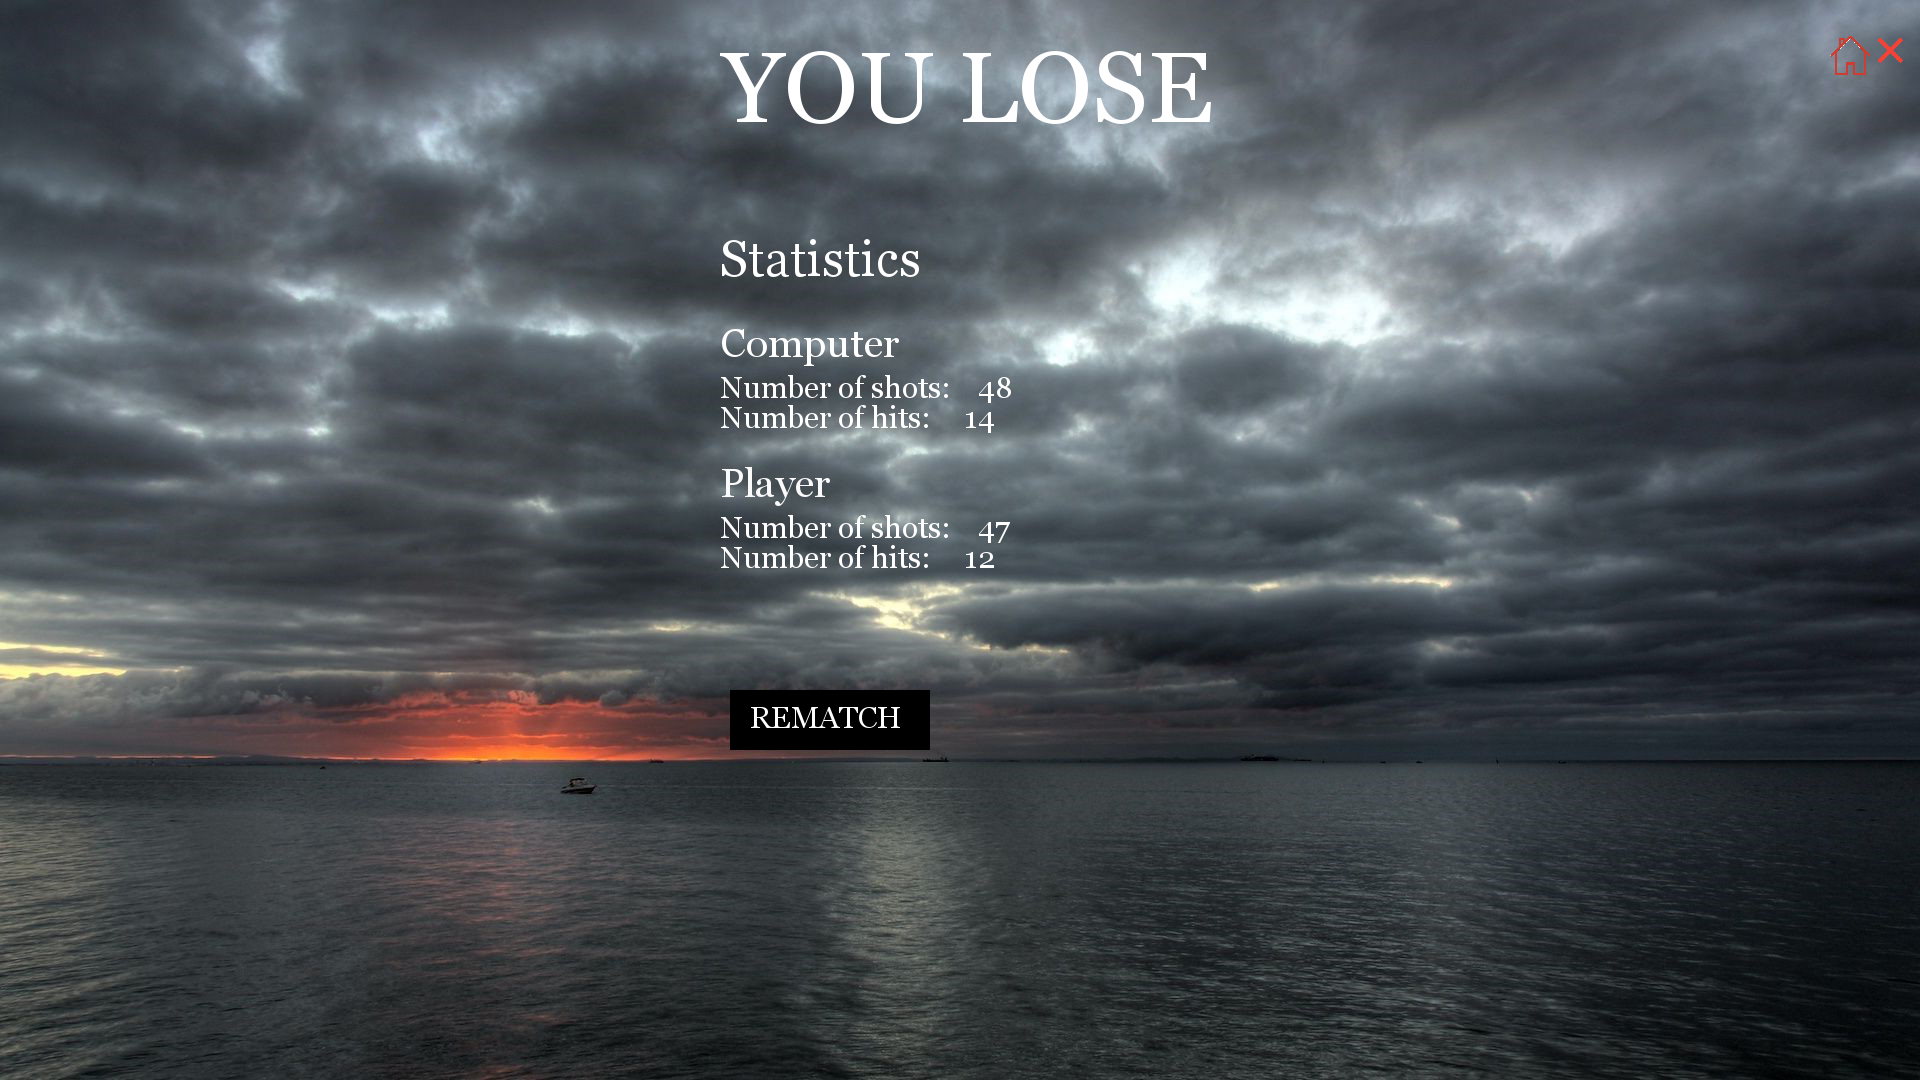 YOU LOSE
Statistics
Computer
Number of shots: 48
Number of hits: 14
Player
Number of shots: 47
Number of hits: 12
REMATCH